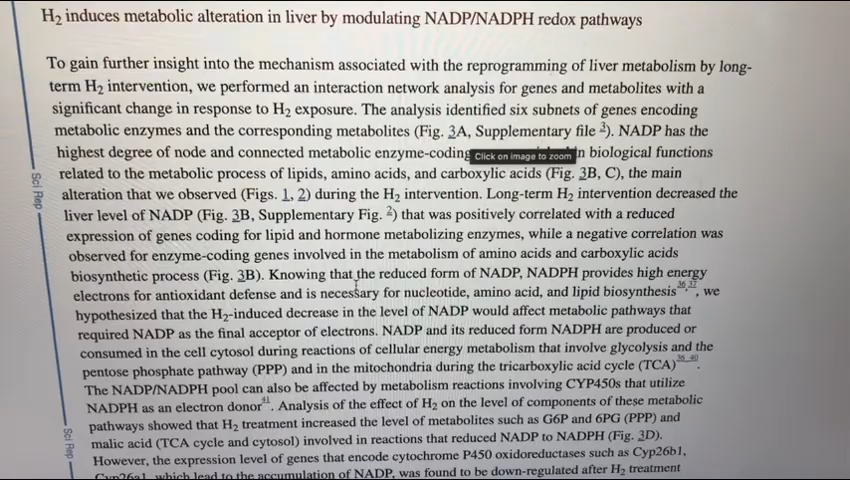 H2 induces metabolic alteration in liver by modulating NADP/NADPH redox pathways
To gain further insight into the mechanism associated with the reprogramming of liver metabolism by long-
term H2 intervention, we performed an interaction network analysis for genes and metabolites with a
significant change in response to H2 exposure. The analysis identified six subnets of genes encoding
metabolic enzymes and the corresponding metabolites (Fig. 3A, Supplementary file 3). NADP has the
highest degree of node and connected metabolic enzyme-coding Click on image to zoom n biological functions
related to the metabolic process of lipids, amino acids, and carboxylic acids (Fig. 3B, C), the main
alteration that we observed (Figs. 1, 2) during the H2 intervention. Long-term H2 intervention decreased the
liver level of NADP (Fig. 3B, Supplementary Fig. 2) that was positively correlated with a reduced
expression of genes coding for lipid and hormone metabolizing enzymes, while a negative correlation was
observed for enzyme-coding genes involved in the metabolism of amino acids and carboxylic acids
biosynthetic process (Fig. 3B). Knowing that the reduced form of NADP, NADPH provides high energy
electrons for antioxidant defense and is necessary for nucleotide, amino acid, and lipid biosynthesis36,37, we
hypothesized that the H2-induced decrease in the level of NADP would affect metabolic pathways that
required NADP as the final acceptor of electrons. NADP and its reduced form NADPH are produced or
consumed in the cell cytosol during reactions of cellular energy metabolism that involve glycolysis and the
pentose phosphate pathway (PPP) and in the mitochondria during the tricarboxylic acid cycle (TCA)38–40.
The NADP/NADPH pool can also be affected by metabolism reactions involving CYP450s that utilize
NADPH as an electron donor41. Analysis of the effect of H2 on the level of components of these metabolic
pathways showed that H2 treatment increased the level of metabolites such as G6P and 6PG (PPP) and
malic acid (TCA cycle and cytosol) involved in reactions that reduced NADP to NADPH (Fig. 3D).
However, the expression level of genes that encode cytochrome P450 oxidoreductases such as Cyp26b1,
Cyp26a1, which lead to the accumulation of NADP, was found to be down-regulated after H2 treatment
Sci Rep
Sci Rep